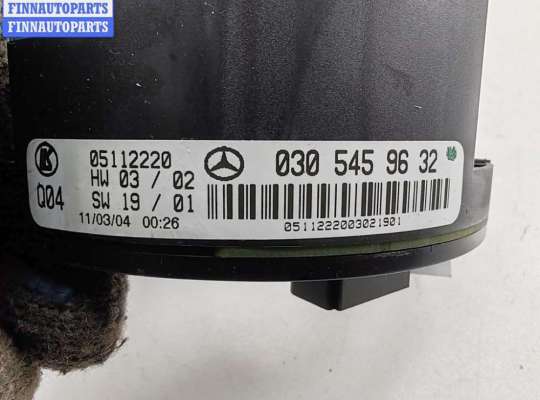 FINNAUTOPARTS
FINNAUTOPARTS
05112220
HW 03 / 02
Q04 SW 19 / 01
11/03/04 00:26
030 545 96 32
0511222003021901